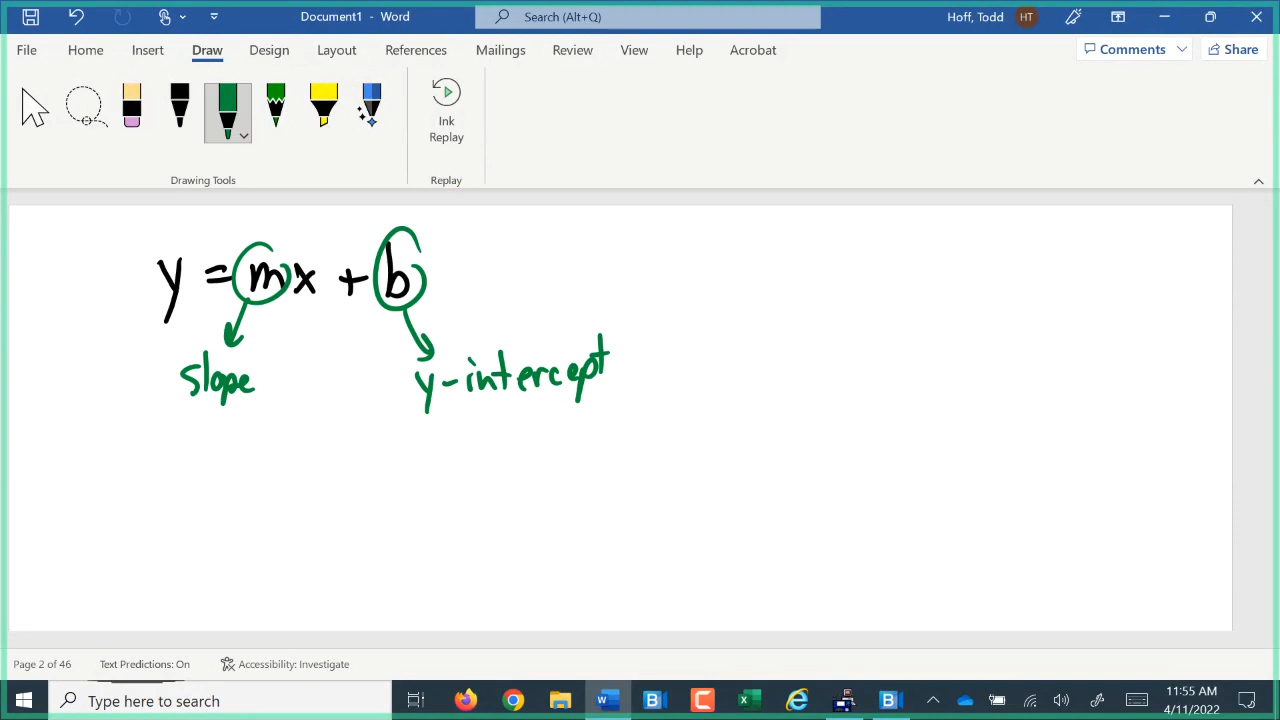 Document1 - Word
Search (Alt+Q)
Hoff, Todd
HT
File Home Insert Draw Design Layout References Mailings Review View Help Acrobat
Comments
Share
Ink
Replay
Drawing Tools
Replay
y = mx + b
slope
y-intercept
Page 2 of 46
Text Predictions: On
Accessibility: Investigate
Type here to search
11:55 AM
4/11/2022